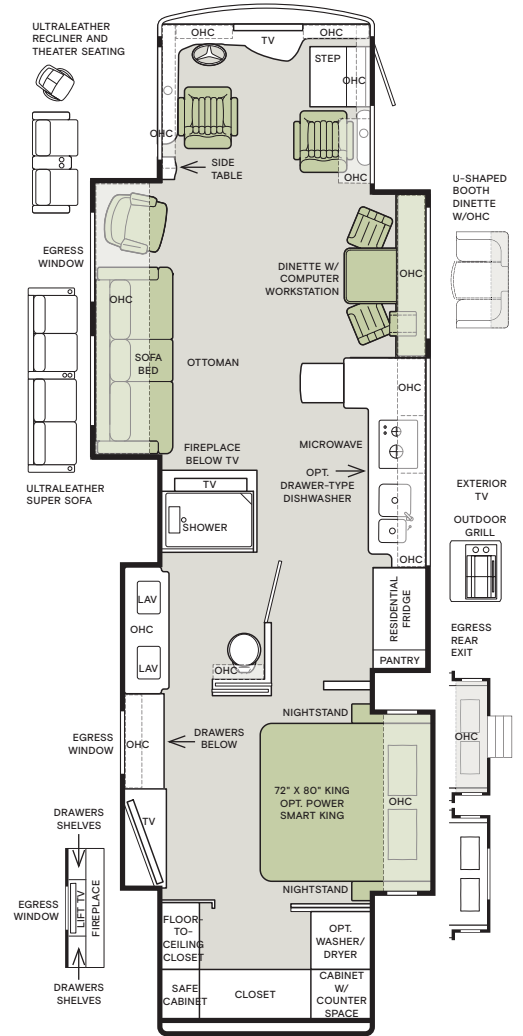 ULTRALEATHER
RECLINER AND
THEATER SEATING
OHC
TV
OHC
STEP
OHC
OHC
OHC
SIDE
TABLE
U-SHAPED
BOOTH
DINETTE
W/OHC
EGRESS
WINDOW
DINETTE W/
COMPUTER
WORKSTATION
OHC
OHC
SOFA
BED
OTTOMAN
OHC
ULTRALEATHER
SUPER SOFA
FIREPLACE
BELOW TV
MICROWAVE
OPT.
DRAWER-TYPE
DISHWASHER
TV
SHOWER
EXTERIOR
TV
OUTDOOR
GRILL
OHC
LAV
OHC
LAV
RESIDENTIAL
FRIDGE
PANTRY
OHC
EGRESS
REAR
EXIT
OHC
EGRESS
WINDOW
OHC
DRAWERS
BELOW
NIGHTSTAND
72" X 80" KING
OPT. POWER
SMART KING
OHC
NIGHTSTAND
TV
DRAWERS
SHELVES
EGRESS
WINDOW
LIFT TV
FIREPLACE
DRAWERS
SHELVES
FLOOR-
TO-
CEILING
CLOSET
OPT.
WASHER/
DRYER
SAFE
CABINET
CLOSET
CABINET
W/
COUNTER
SPACE